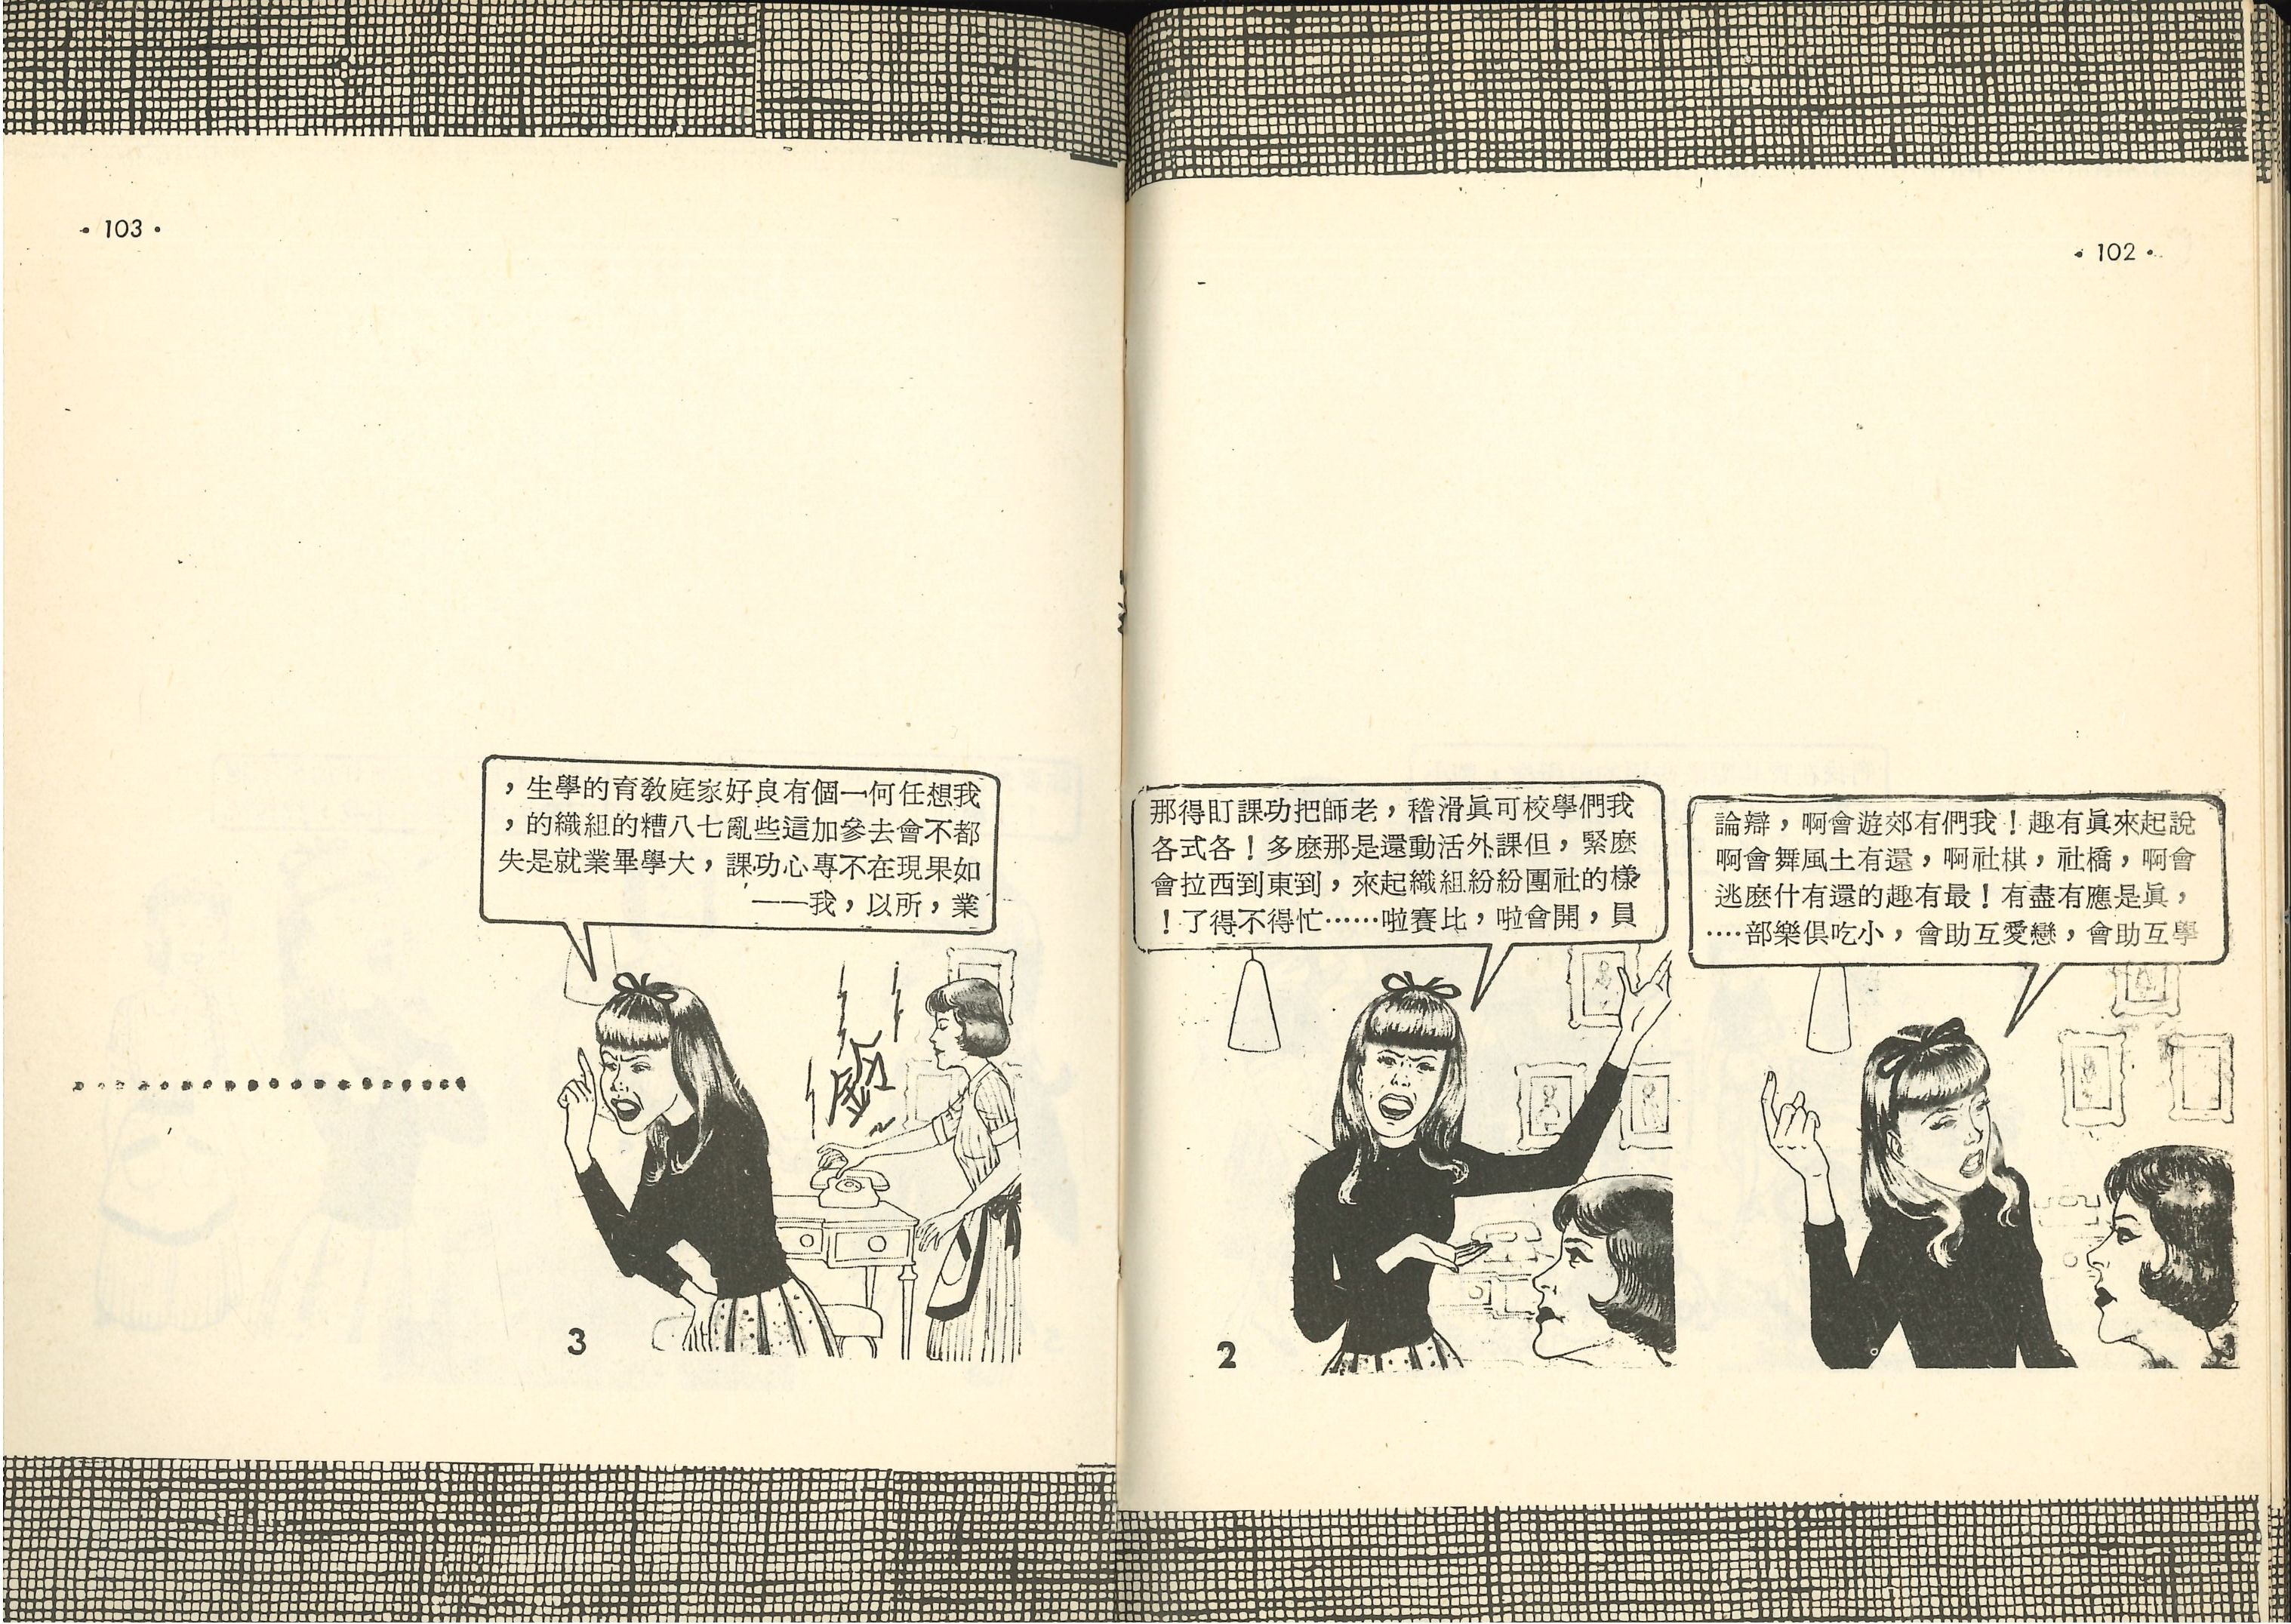 · 102 ·
說起來眞有趣！我們有郊遊會啊，辯論
會啊，橋社，棋社啊，還有土風舞會啊
，眞是應有盡有！最有趣的還有什麽逃
學互助會，戀愛互助會，小吃俱樂部····
我們學校可眞滑稽，老師把功課盯得那
麽緊，但課外活動還是那麽多！各式各
樣的社團紛紛組織起來，到東到西拉會
員，開會啦，比賽啦……忙得不得了！
2
· 103 ·
我想任何一個有良好家庭敎育的學生，
都不會去參加這些亂七八糟的組織的，
如果現在不專心功課，大學畢業就是失
業，所以，我——
鈴
3